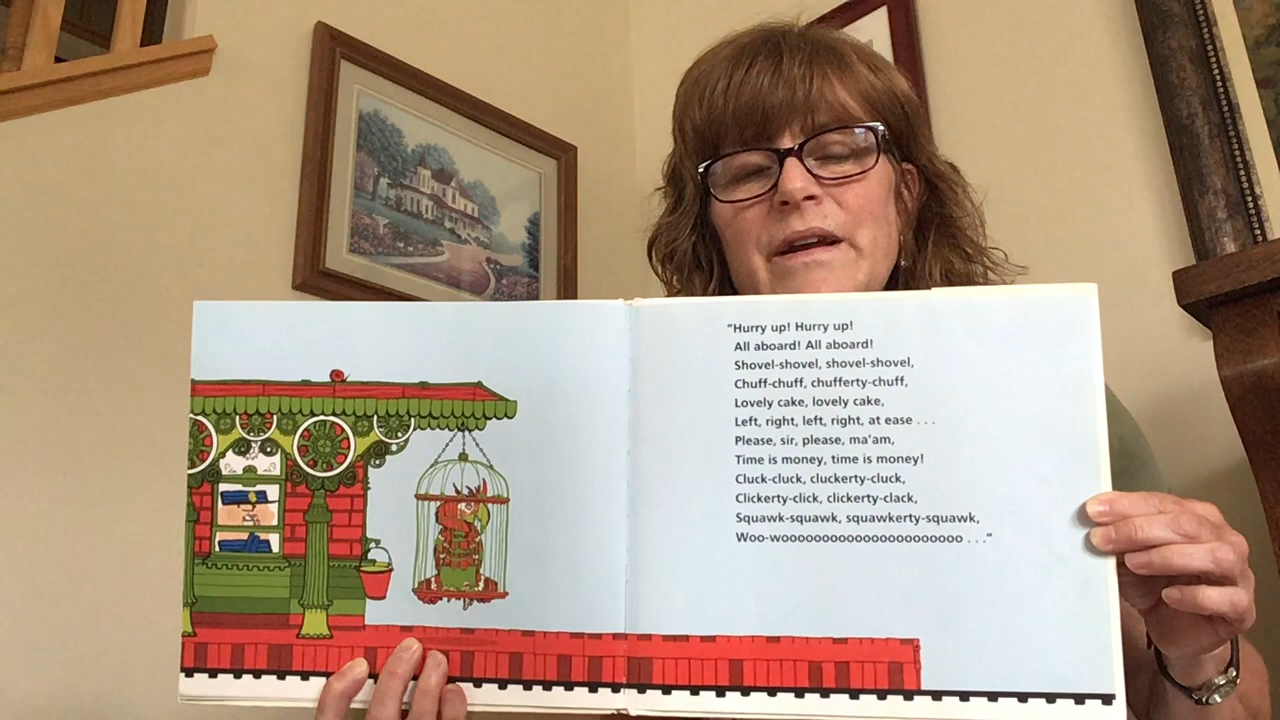 "Hurry up! Hurry up!
All aboard! All aboard!
Shovel-shovel, shovel-shovel,
Chuff-chuff, chufferty-chuff,
Lovely cake, lovely cake,
Left, right, left, right, at ease . . .
Please, sir, please, ma'am,
Time is money, time is money!
Cluck-cluck, cluckerty-cluck,
Clickerty-click, clickerty-clack,
Squawk-squawk, squawkerty-squawk,
Woo-wooooooooooooooooooooooo . . ."